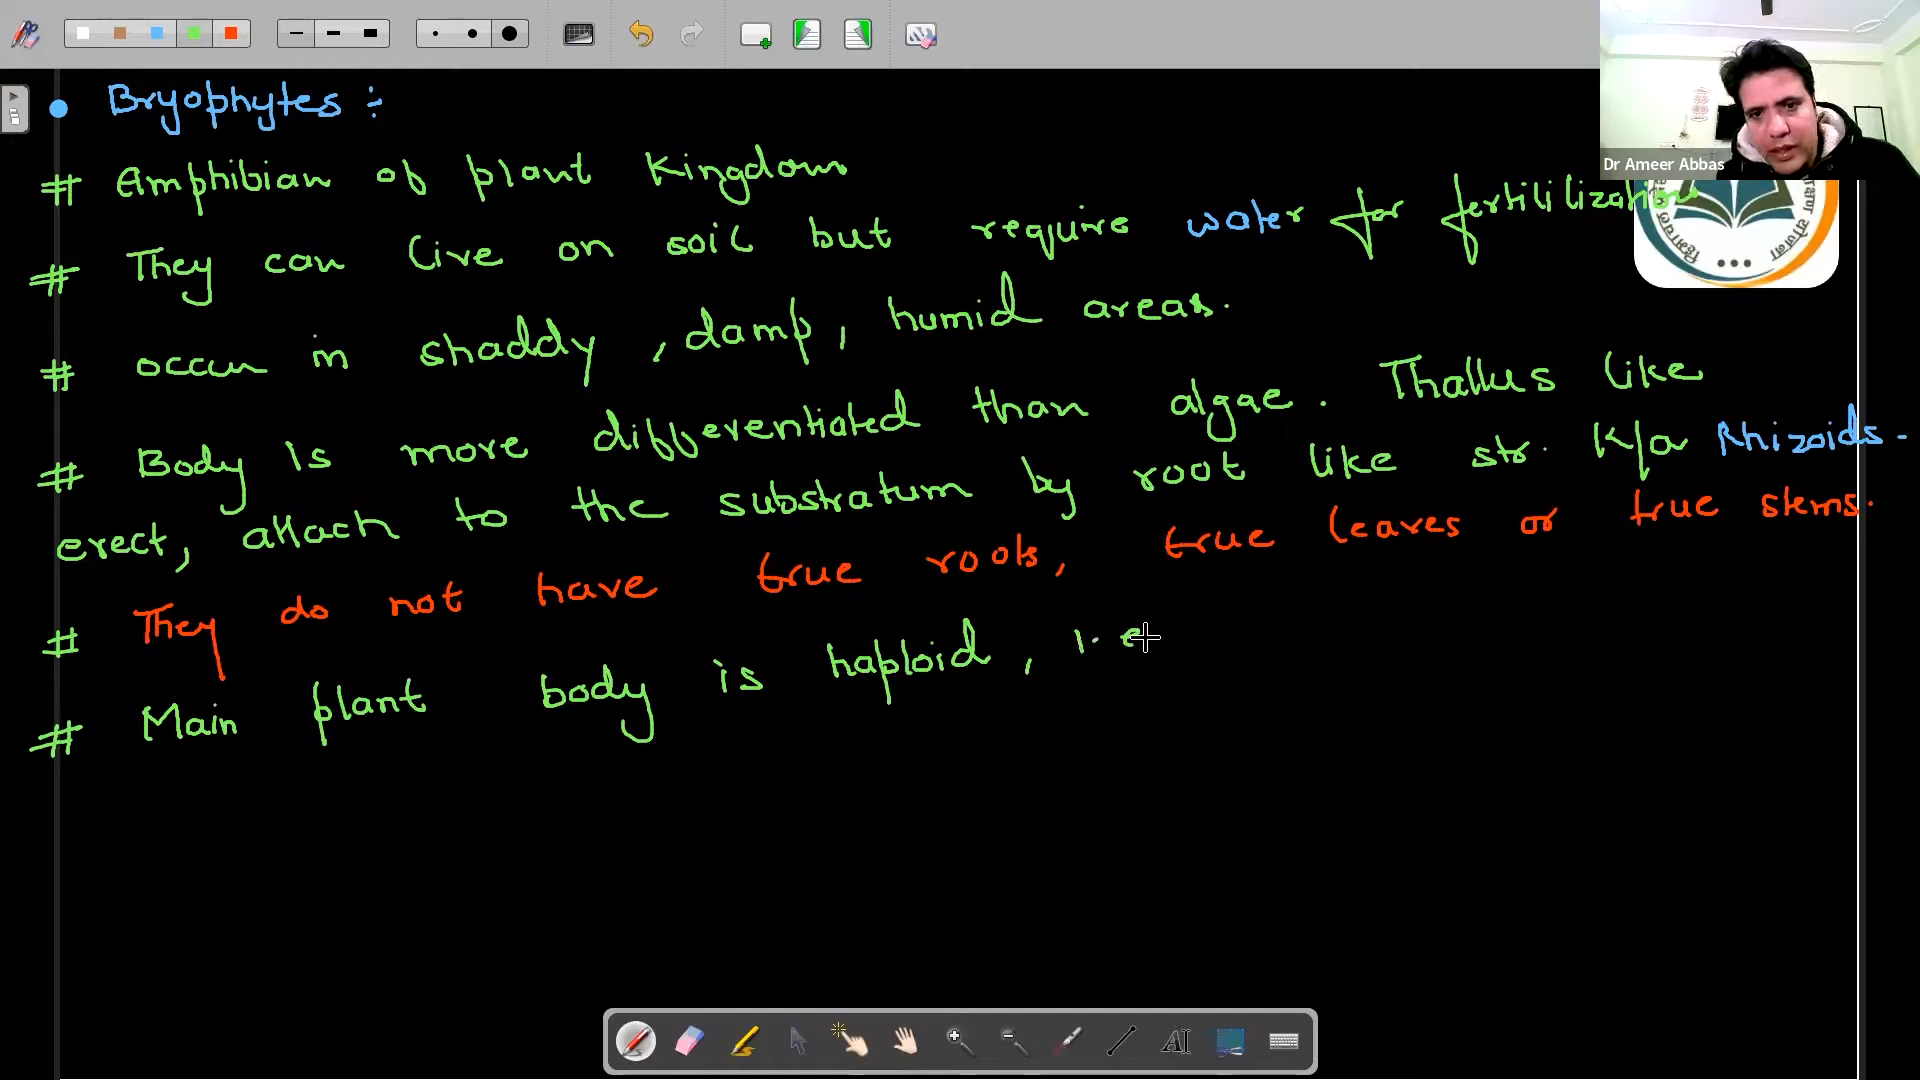 Bryophytes :-
# Amphibian of plant Kingdom
# They can live on soil but require water for fertililization
# occur in shaddy , damp, humid areas.
# Body is more differentiated than algae. Thallus like
erect, attach to the substratum by root like str. K/a Rhizoids.
# They do not have true roots, true leaves or true stems.
# Main plant body is haploid, i.e
Dr Ameer Abbas